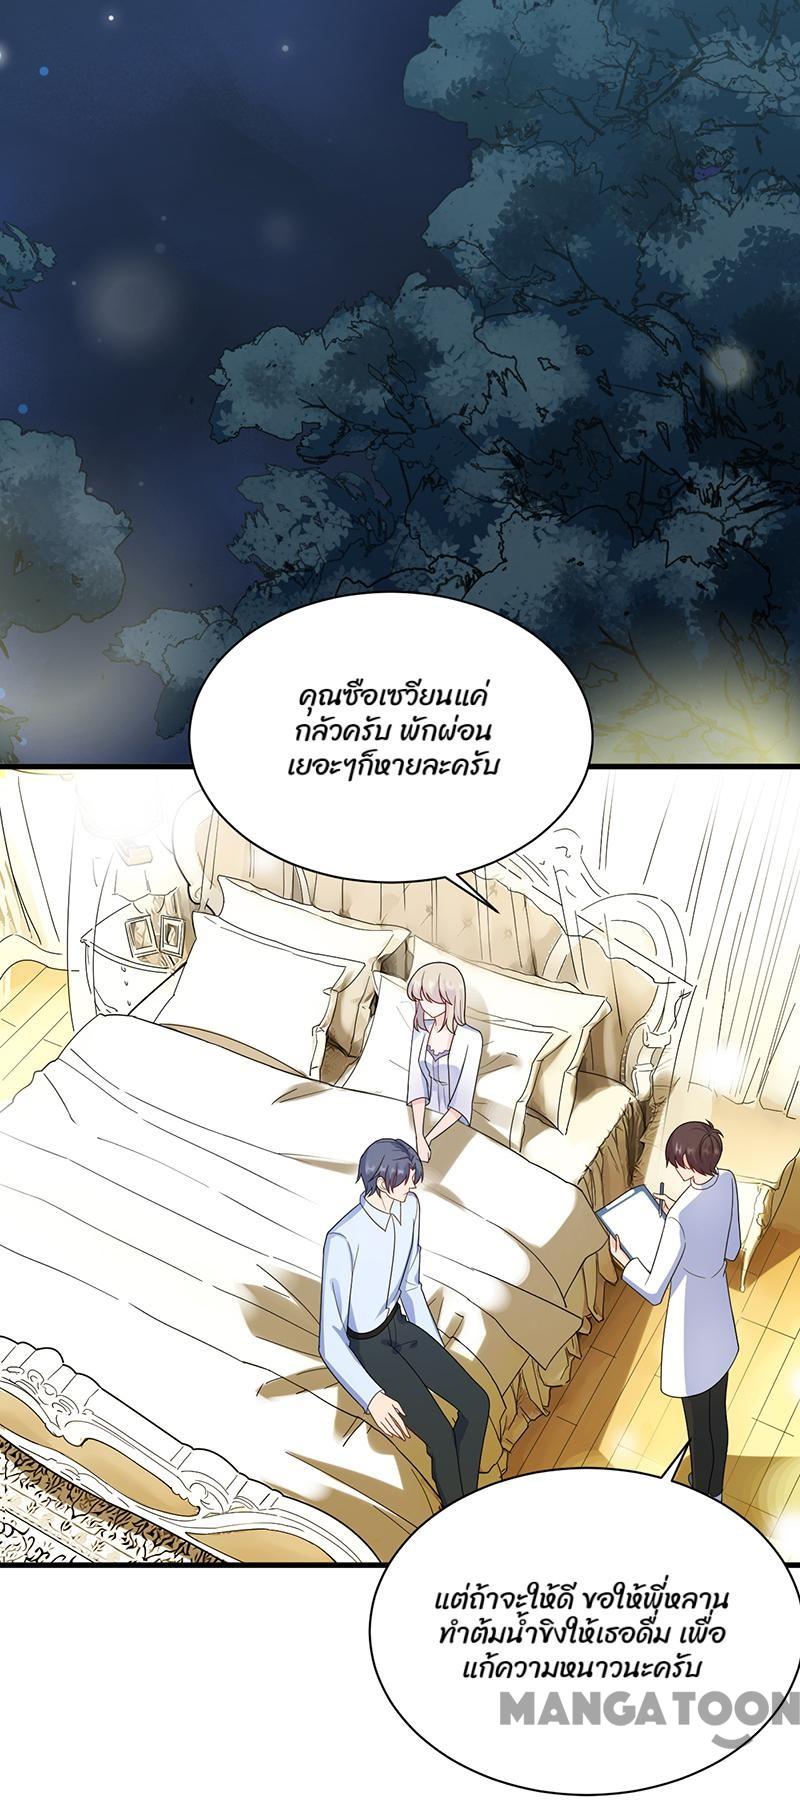 คุณซือเซวียนแค่
กลัวครับ พักผ่อน
เยอะๆก็หายละครับ
แต่ถ้าจะให้ดี ขอให้พี่หลาน
ทำต้มน้ำขิงให้เธอดื่ม เพื่อ
แก้ความหนาวนะครับ
MANGATOON